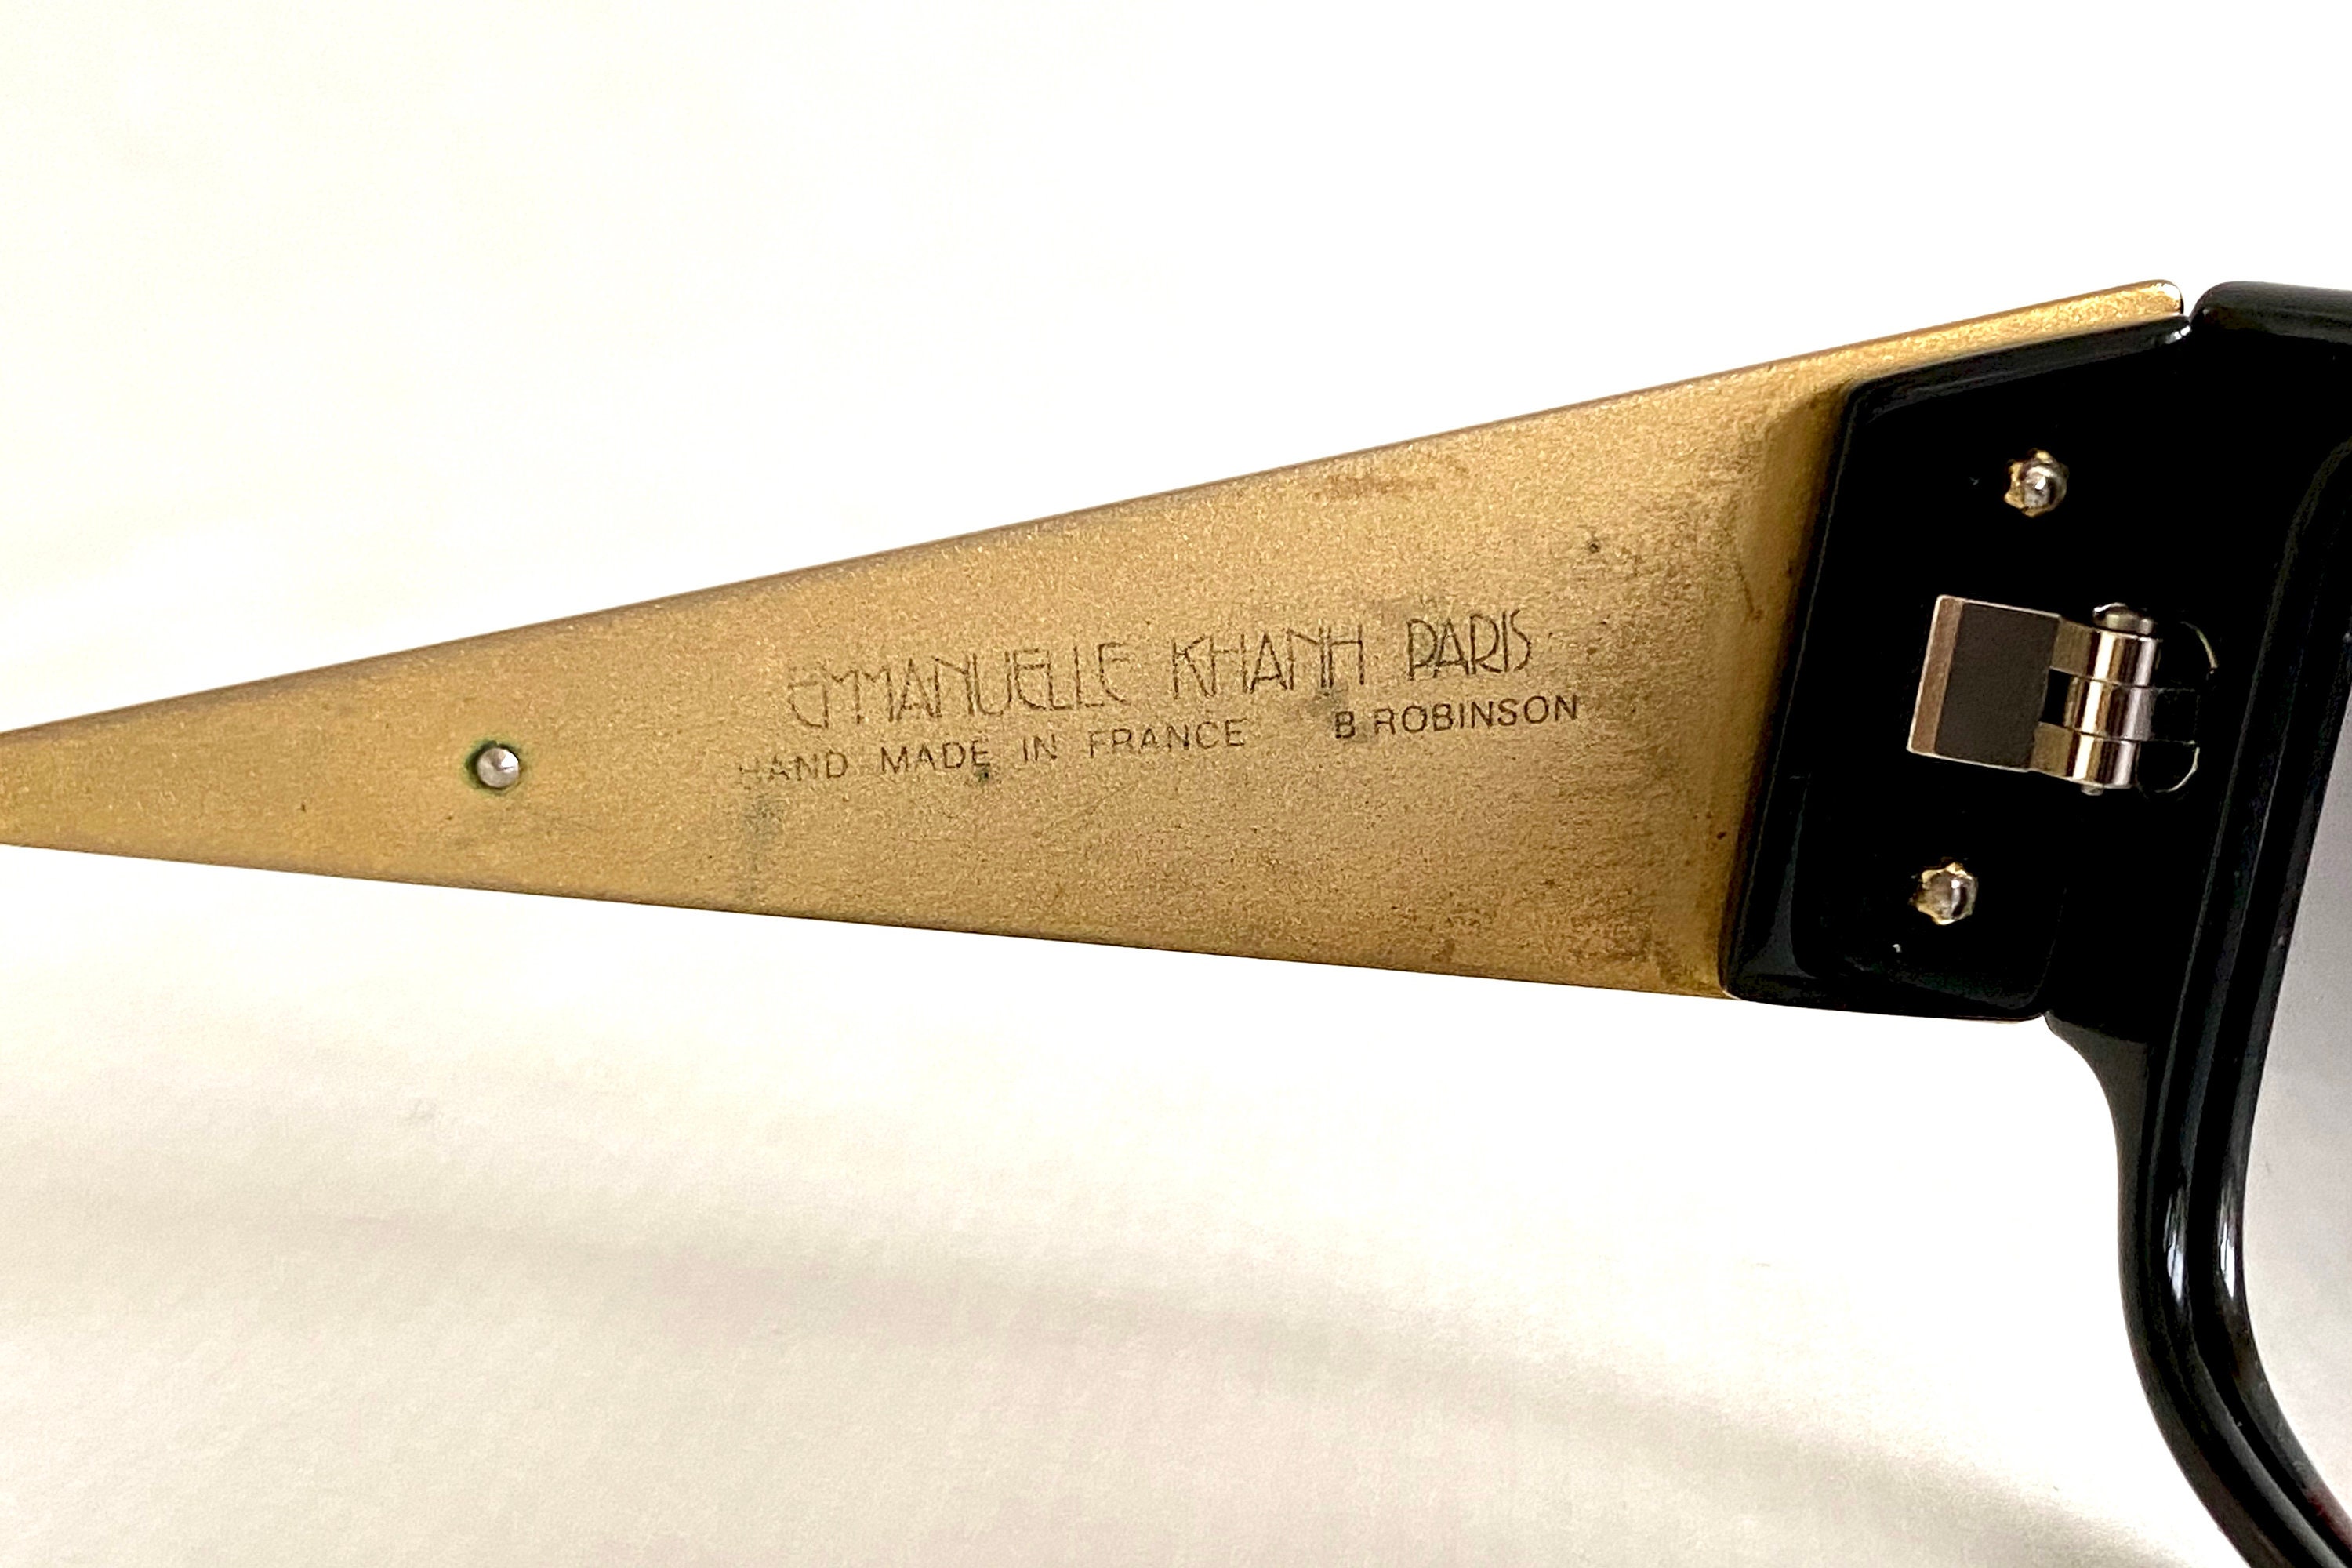 EMMANUELLE KHANH PARIS
HAND MADE IN FRANCE B. ROBINSON